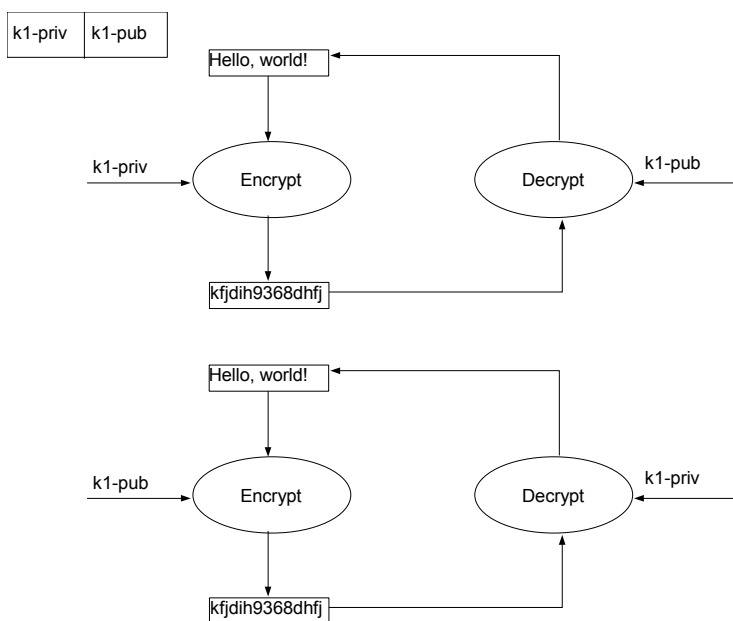 k1-priv k1-pub
Hello, world!
k1-priv
Encrypt
Decrypt
k1-pub
kfjdih9368dhfj
Hello, world!
k1-pub
Encrypt
Decrypt
k1-priv
kfjdih9368dhfj